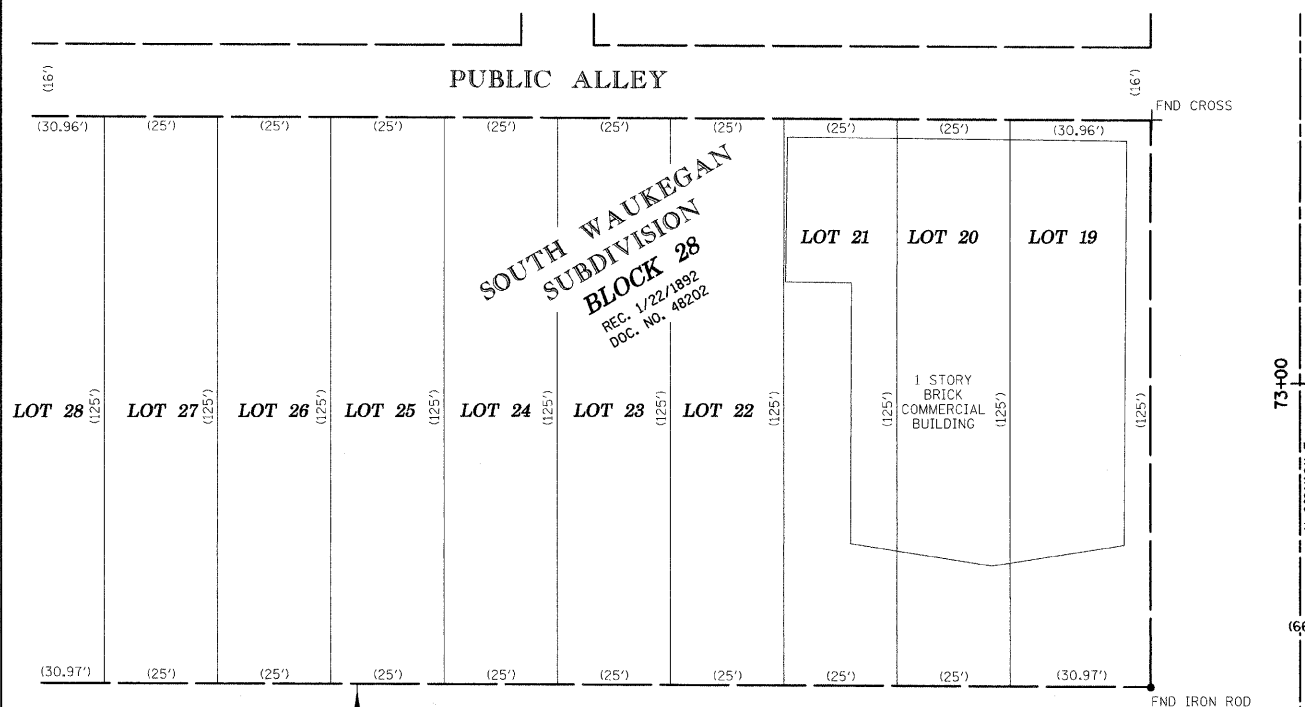 (16') PUBLIC ALLEY (16')
FND CROSS
(30.96') (25') (25') (25') (25') (25') (25') (25') (25') (30.96')
SOUTH WAUKEGAN
SUBDIVISION
BLOCK 28
REC. 1/22/1892
DOC. NO. 48202
LOT 21 LOT 20 LOT 19
1 STORY
BRICK
COMMERCIAL
BUILDING
73+00
LOT 28 (125') LOT 27 (125') LOT 26 (125') LOT 25 (125') LOT 24 (125') LOT 23 (125') LOT 22 (125') (125') (125') (125')
(66
(30.97') (25') (25') (25') (25') (25') (25') (25') (25') (30.97')
FND IRON ROD